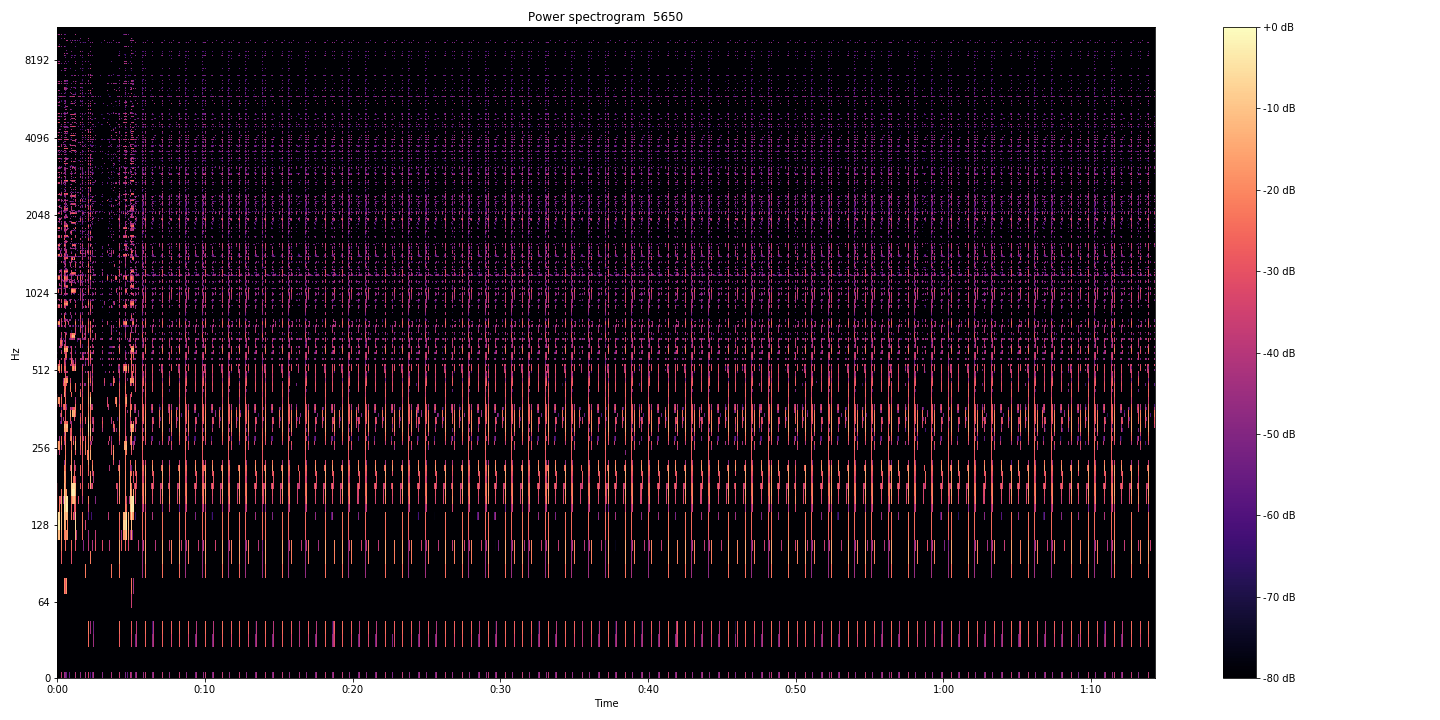 Power spectrogram 5650
Hz
8192
4096
2048
1024
512
256
128
64
0
0:00 0:10 0:20 0:30 0:40 0:50 1:00 1:10
Time
+0 dB
-10 dB
-20 dB
-30 dB
-40 dB
-50 dB
-60 dB
-70 dB
-80 dB